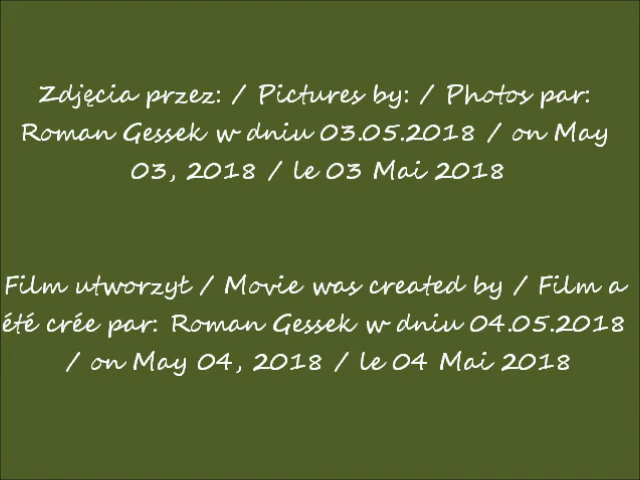 Zdjęcia przez: / Pictures by: / Photos par:
Roman Gessek w dniu 03.05.2018 / on May
03, 2018 / le 03 Mai 2018
Film utworzył / Movie was created by / Film a
été crée par: Roman Gessek w dniu 04.05.2018
/ on May 04, 2018 / le 04 Mai 2018